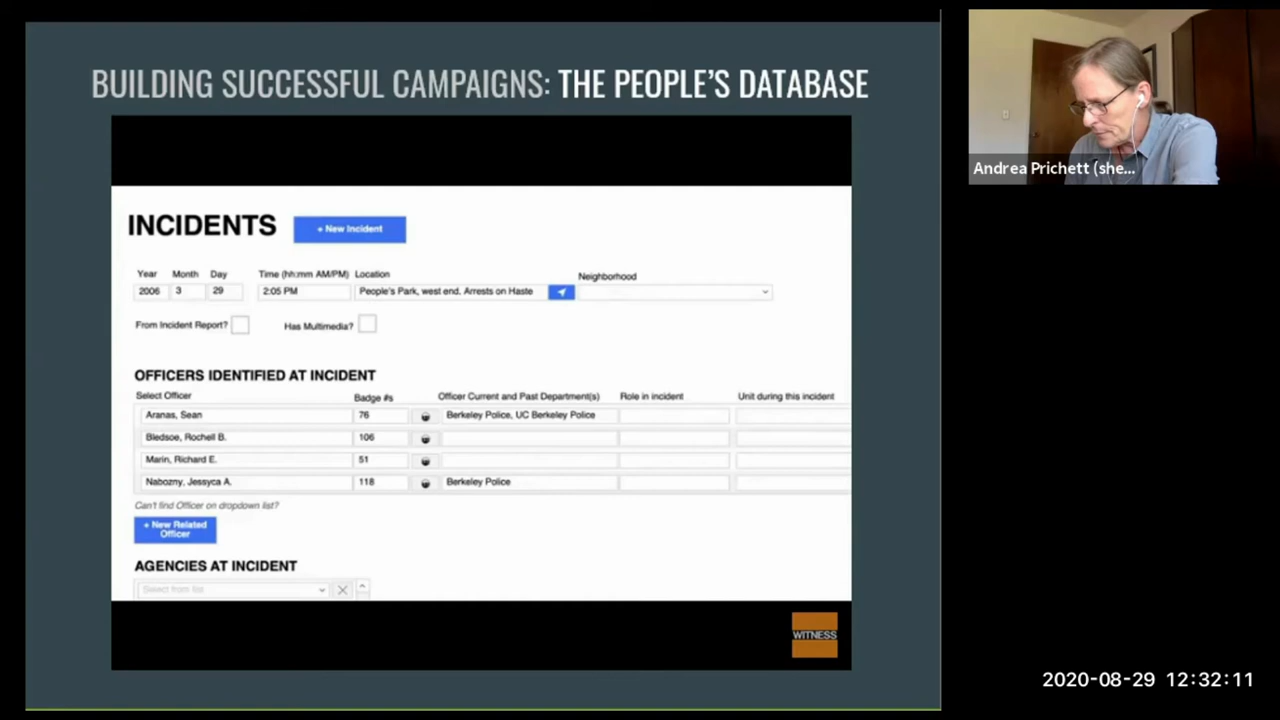 BUILDING SUCCESSFUL CAMPAIGNS: THE PEOPLE'S DATABASE
Andrea Prichett (she...
INCIDENTS
+ New Incident
Year Month Day Time (hh:mm AM/PM) Location Neighborhood
2006 3 29 2:05 PM People's Park, west end. Arrests on Haste
From Incident Report? Has Multimedia?
OFFICERS IDENTIFIED AT INCIDENT
Select Officer Badge #s Officer Current and Past Department(s) Role in incident Unit during this incident
Aranas, Sean 76 Berkeley Police, UC Berkeley Police
Bledsoe, Rochell B. 106
Marin, Richard E. 51
Nabozny, Jessyca A. 118 Berkeley Police
Can't find Officer on dropdown list?
+ New Related
Officer
AGENCIES AT INCIDENT
Select from list
WITNESS
2020-08-29 12:32:11